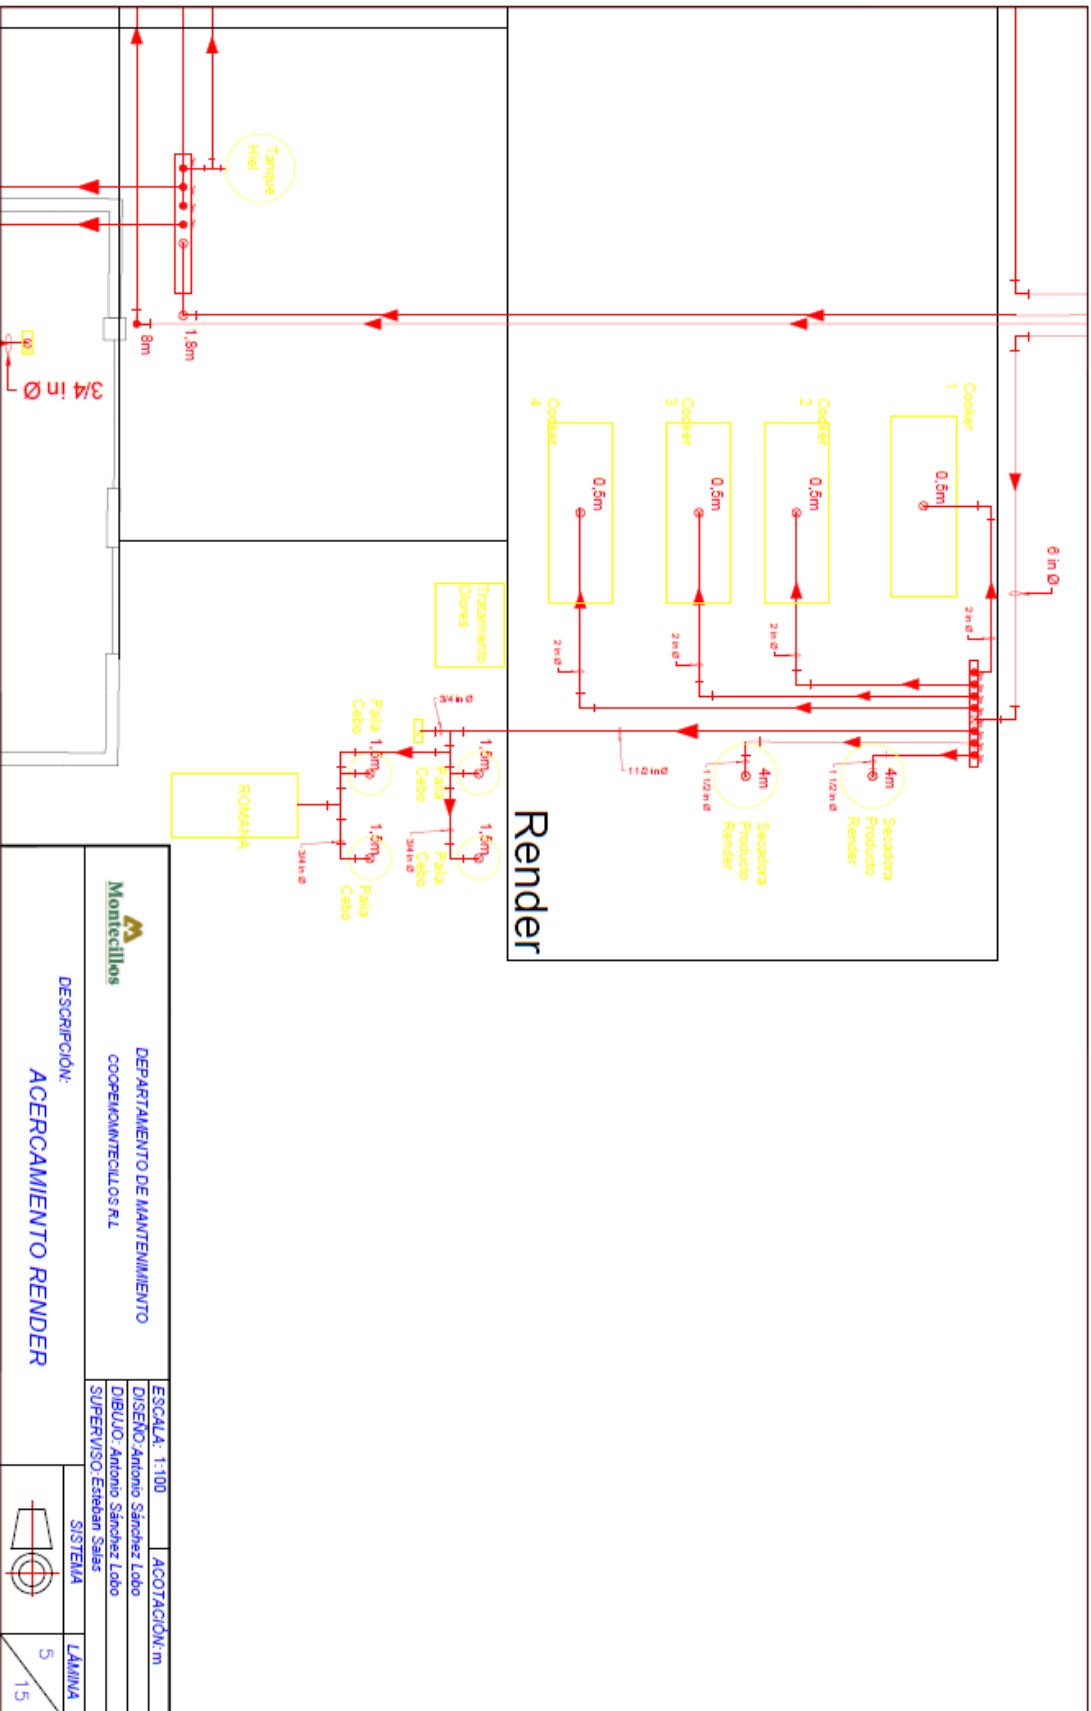 Tanque
Hiel
1,8m
8m
3/4 in Ø
Cooker
1
Cooker
2
Cooker
3
Cooker
4
0,5m
0,5m
0,5m
0,5m
6 in Ø
2 in Ø
2 in Ø
2 in Ø
2 in Ø
Tratamiento
Olores
3/4 in Ø
4m
4m
1 1/2 in Ø
1 1/2 in Ø
Secadora
Producto
Render
Secadora
Producto
Render
Paila
Cebo
Paila
Cebo
Paila
Cebo
Paila
Cebo
1,5m
1,5m
1,5m
1,5m
3/4 in Ø
3/4 in Ø
ROMANA
Render
Montecillos
DEPARTAMENTO DE MANTENIMIENTO
COOPEMOMNTECILLOS R.L
DESCRIPCIÓN:
ACERCAMIENTO RENDER
ESCALA: 1:100
ACOTACIÓN: m
DISEÑO: Antonio Sánchez Lobo
DIBUJO: Antonio Sánchez Lobo
SUPERVISO: Esteban Salas
SISTEMA
LÁMINA
5
15